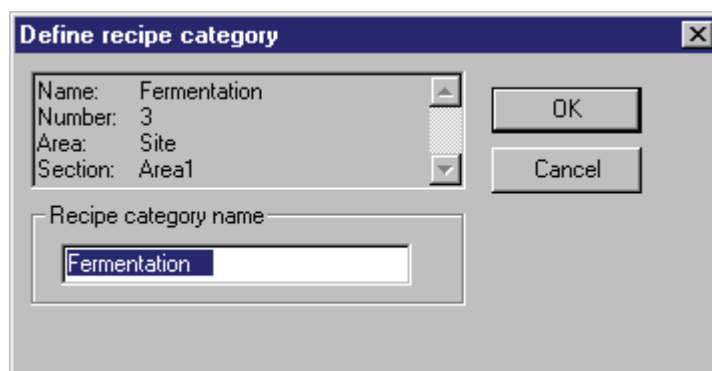 Define recipe category
Name: Fermentation
Number: 3
Area: Site
Section: Area1
OK
Cancel
Recipe category name
Fermentation